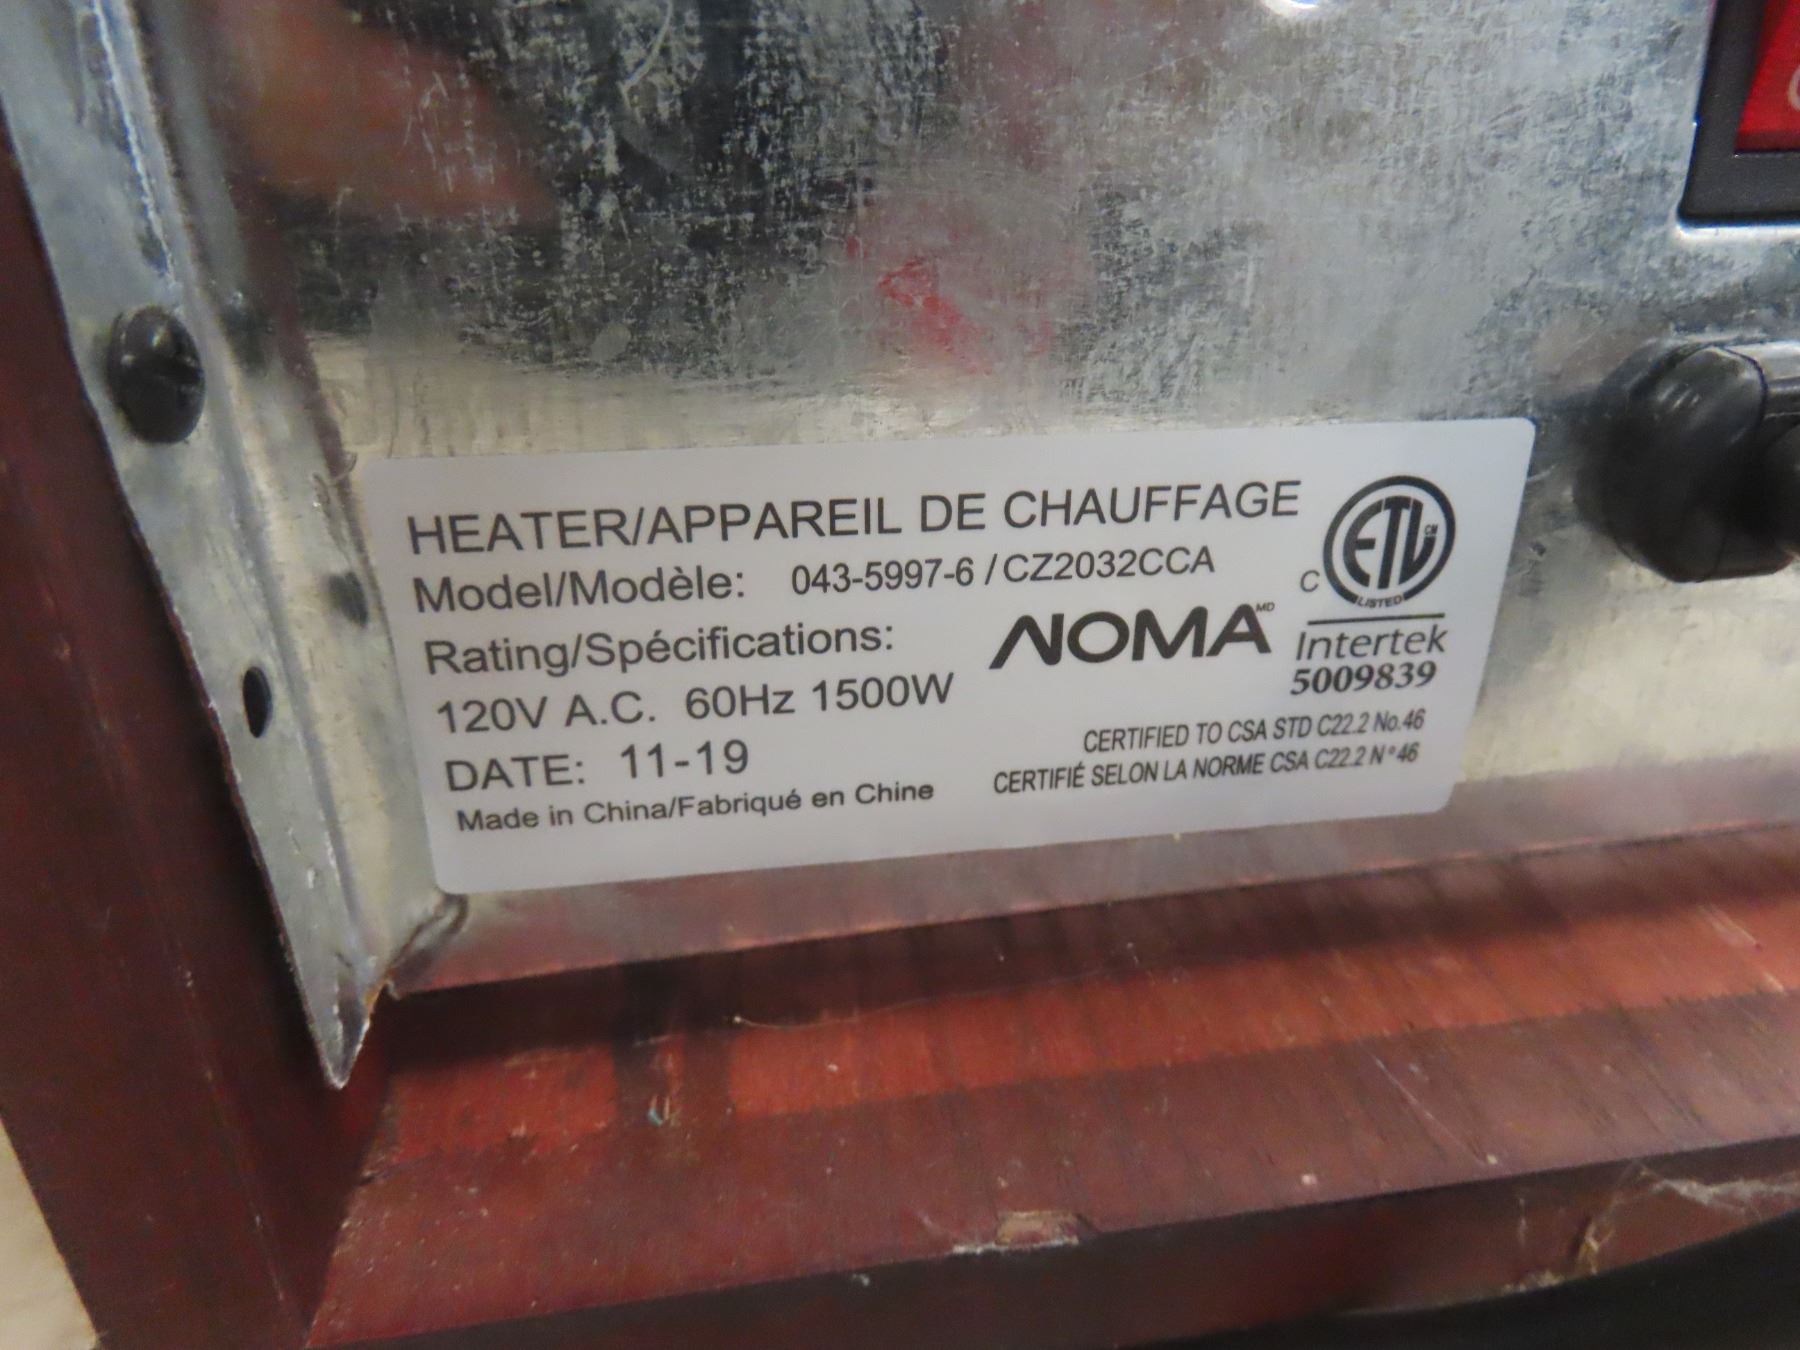 HEATER/APPAREIL DE CHAUFFAGE
Model/Modèle: 043-5997-6 / CZ2032CCA
Rating/Spécifications:
120V A.C. 60Hz 1500W
DATE: 11-19
Made in China/Fabriqué en Chine
NOMA MD
C ETL CM LISTED
Intertek
5009839
CERTIFIED TO CSA STD C22.2 No.46
CERTIFIÉ SELON LA NORME CSA C22.2 N° 46